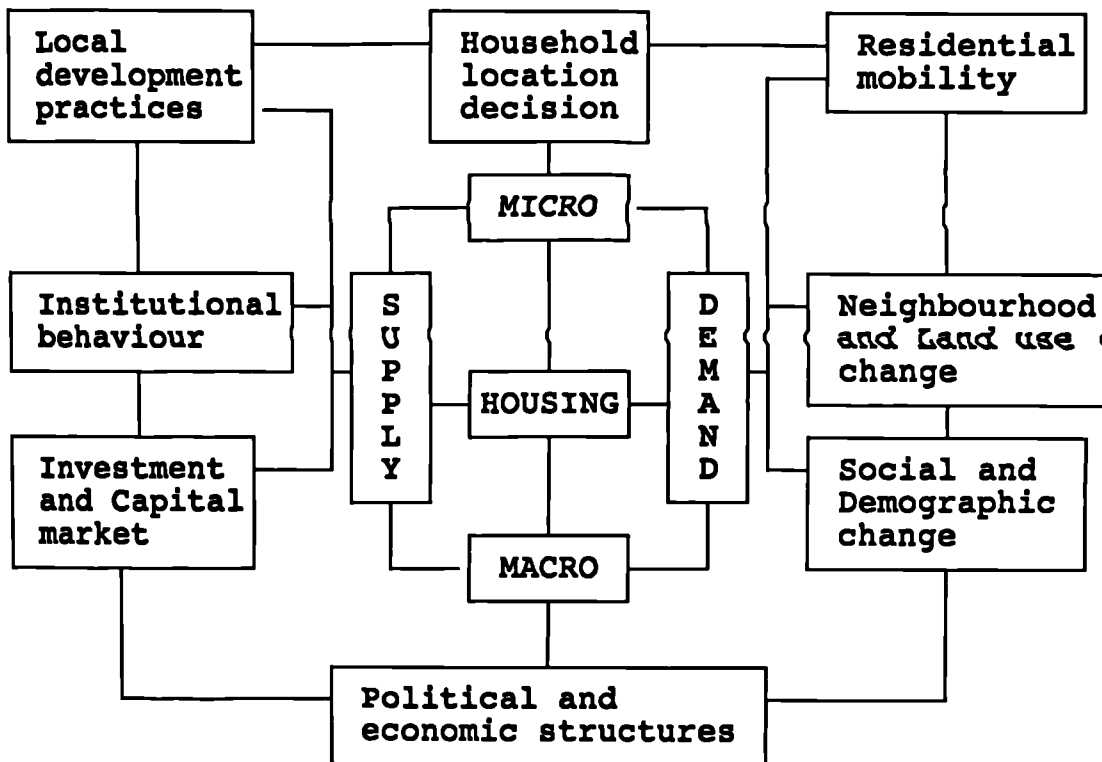 Local
development
practices
Household
location
decision
Residential
mobility
MICRO
Institutional
behaviour
S
U
P
P
L
Y
HOUSING
D
E
M
A
N
D
Neighbourhood
and Land use
change
Investment
and Capital
market
MACRO
Social and
Demographic
change
Political and
economic structures